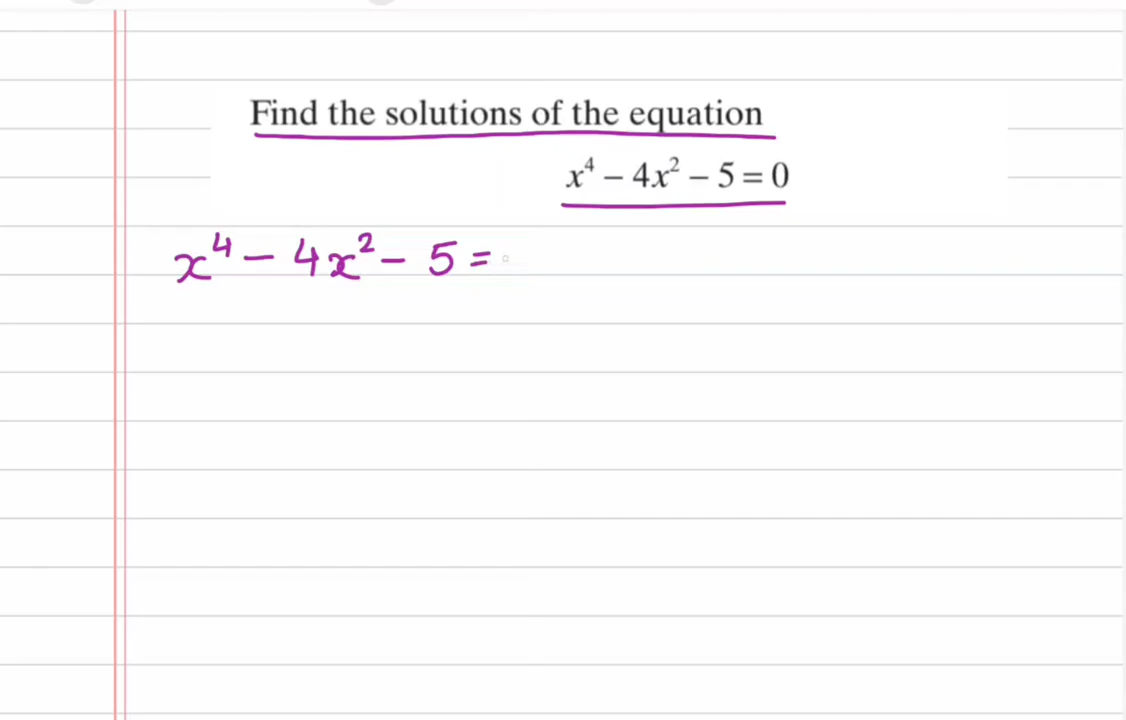 Find the solutions of the equation
x⁴ – 4x² – 5 = 0
x⁴ – 4x² – 5 =